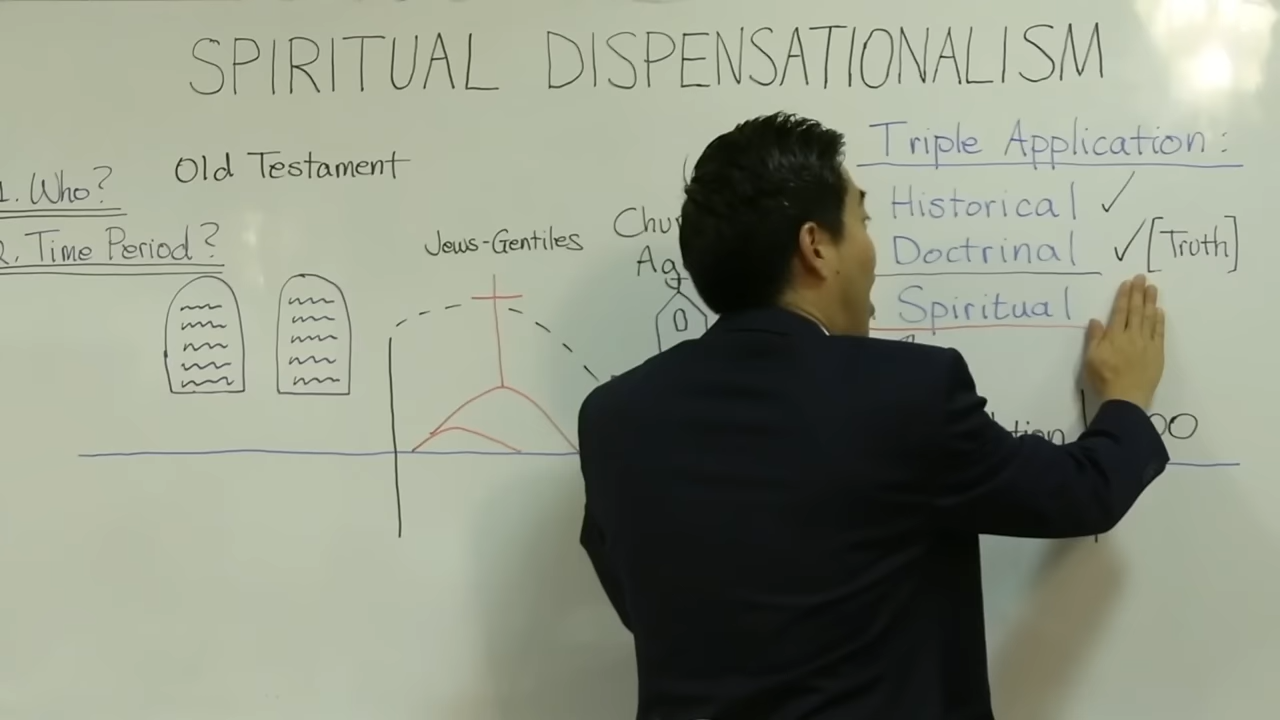 SPIRITUAL DISPENSATIONALISM
1. Who?
2. Time Period?
Old Testament
Jews-Gentiles
Triple Application:
Historical ✓
Doctrinal ✓ [Truth]
Spiritual